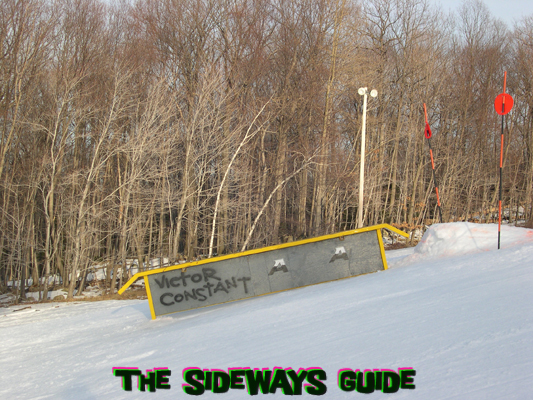 VICTOR
CONSTANT
THE SIDEWAYS GUIDE